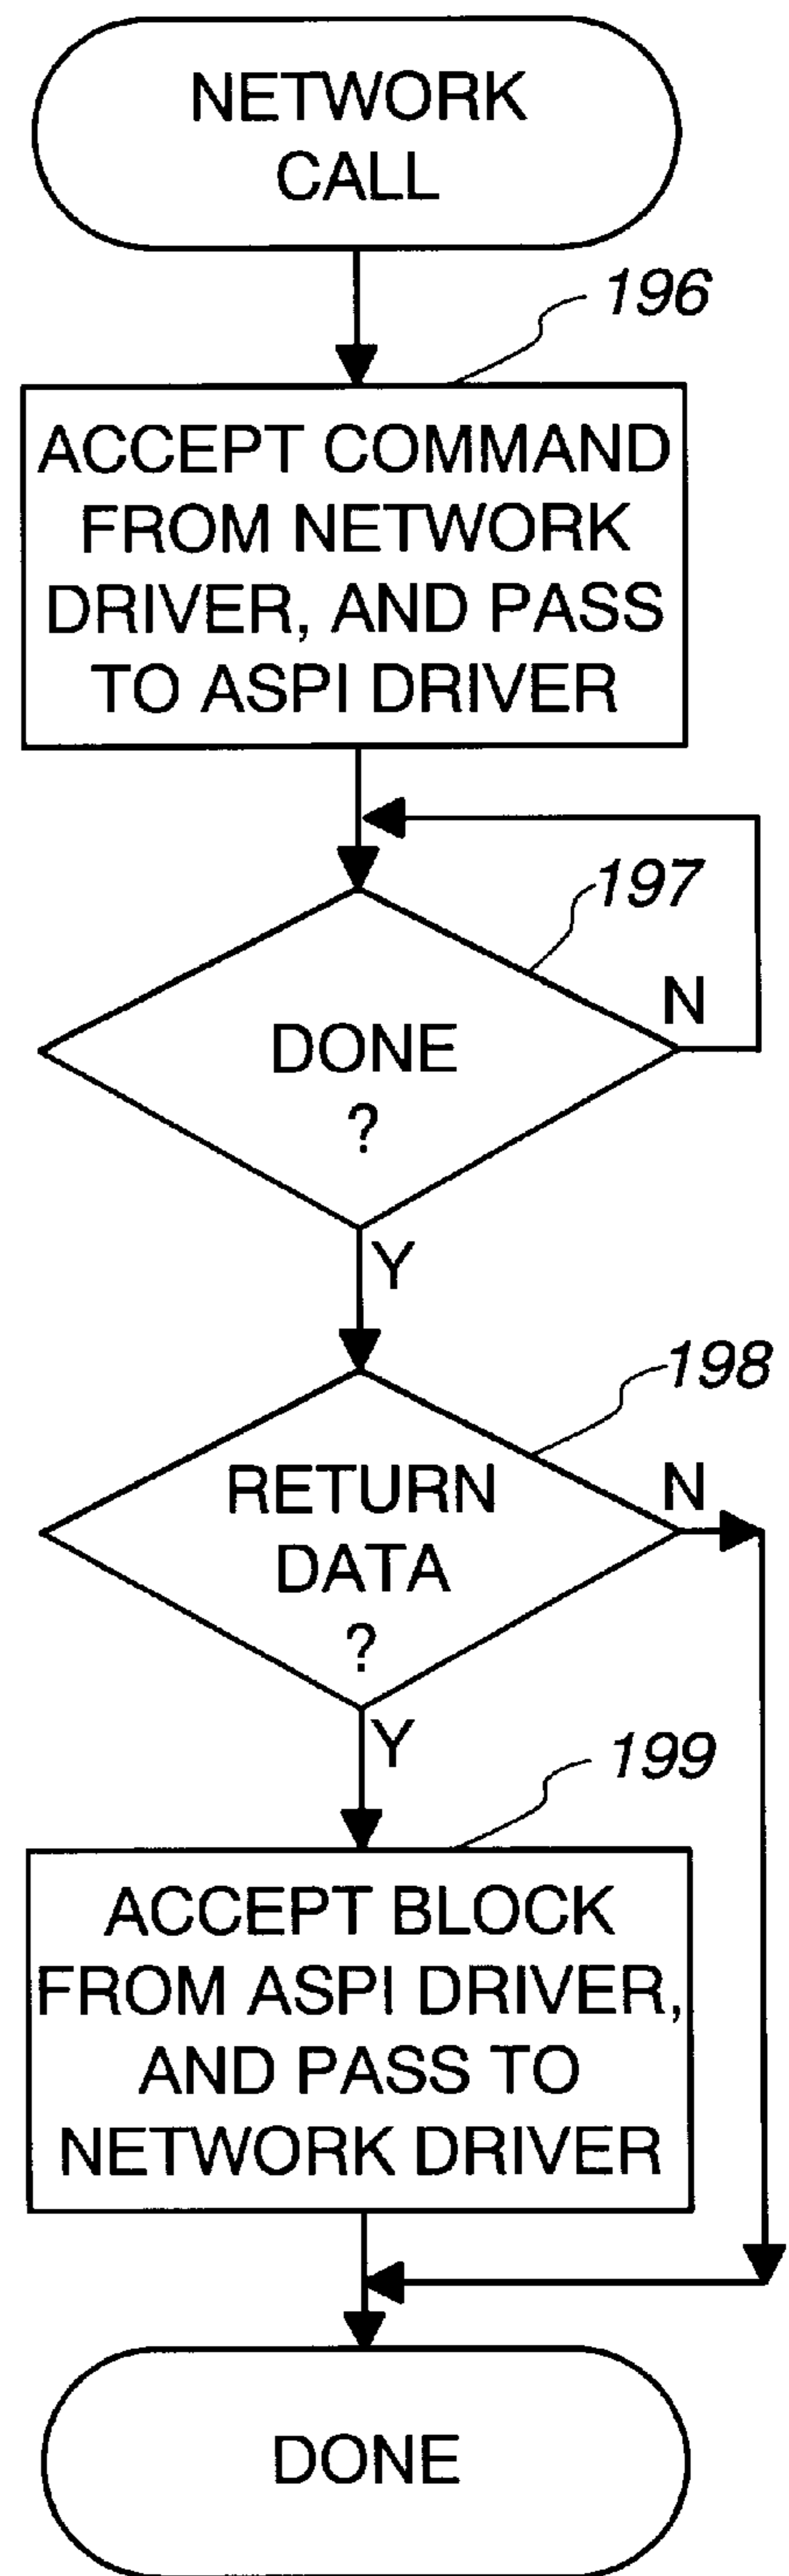 NETWORK
CALL
196
ACCEPT COMMAND
FROM NETWORK
DRIVER, AND PASS
TO ASPI DRIVER
197
N
DONE
?
Y
198
N
RETURN
DATA
?
Y
199
ACCEPT BLOCK
FROM ASPI DRIVER,
AND PASS TO
NETWORK DRIVER
DONE